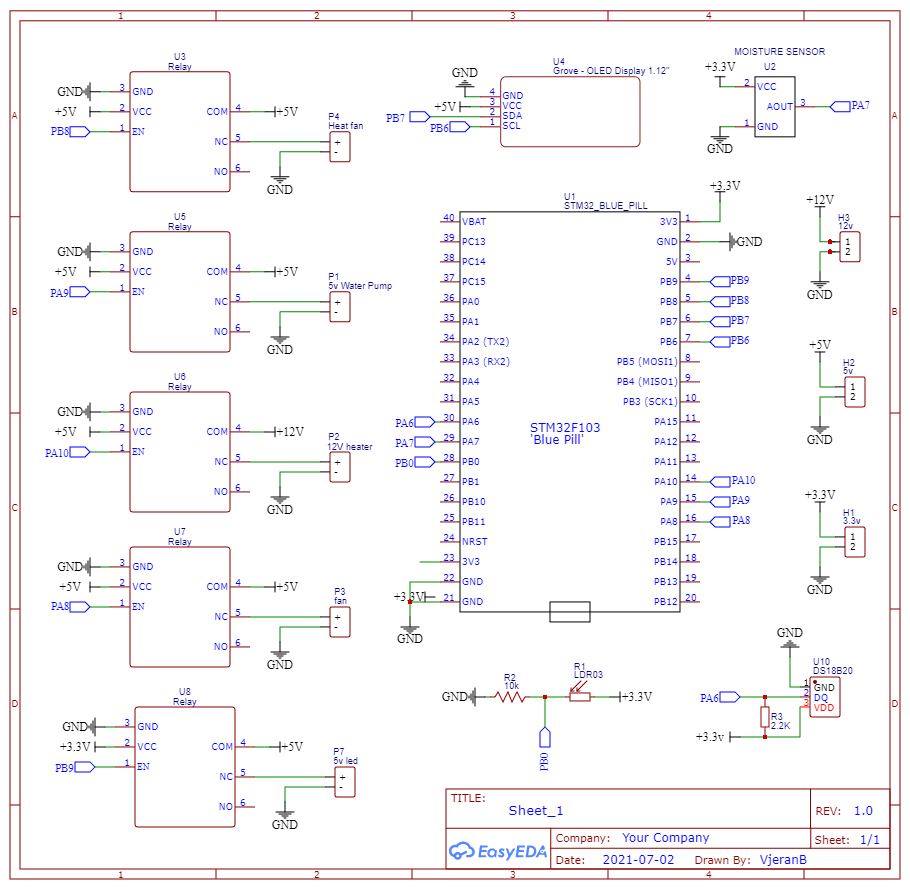 1 2 3 4
A
B
C
D
U3
Relay
GND 3 GND
+5V 2 VCC COM 4 +5V
PB8 1 EN
NC 5
NO 6
P4
Heat fan
+
-
GND
U5
Relay
GND 3 GND
+5V 2 VCC COM 4 +5V
PA9 1 EN
NC 5
NO 6
P1
5v Water Pump
+
-
GND
U6
Relay
GND 3 GND
+5V 2 VCC COM 4 +12V
PA10 1 EN
NC 5
NO 6
P2
12V heater
+
-
GND
U7
Relay
GND 3 GND
+5V 2 VCC COM 4 +5V
PA8 1 EN
NC 5
NO 6
P3
fan
+
-
GND
U8
Relay
GND 3 GND
+3.3V 2 VCC COM 4 +5V
PB9 1 EN
NC 5
NO 6
P7
5v led
+
-
GND
U4
Grove - OLED Display 1.12"
GND
4 GND
+5V 3 VCC
PB7 2 SDA
PB6 1 SCL
MOISTURE SENSOR
U2
+3.3V 2 VCC
AOUT 3 PA7
1 GND
GND
U1
STM32_BLUE_PILL
40 VBAT 3V3 1 +3.3V
39 PC13 GND 2 GND
38 PC14 5V 3
37 PC15 PB9 4 PB9
36 PA0 PB8 5 PB8
35 PA1 PB7 6 PB7
34 PA2 (TX2) PB6 7 PB6
33 PA3 (RX2) PB5 (MOSI1) 8
32 PA4 PB4 (MISO1) 9
31 PA5 PB3 (SCK1) 10
PA6 30 PA6 PA15 11
PA7 29 PA7 PA12 12
PB0 28 PB0 PA11 13
27 PB1 PA10 14 PA10
26 PB10 PA9 15 PA9
25 PB11 PA8 16 PA8
24 NRST PB15 17
23 3V3 PB14 18
22 GND PB13 19
+3.3V 21 GND PB12 20
STM32F103
'Blue Pill'
GND
+12V
H3
12v
1
2
GND
+5V
H2
5v
1
2
GND
+3.3V
H1
3.3v
1
2
GND
GND R2
10k
R1
LDR03
+3.3V
PB0
GND
U10
DS18B20
1 GND
PA6 2 DQ
3 VDD
R3
2.2K
+3.3v
TITLE:
Sheet_1
REV: 1.0
EasyEDA
Company: Your Company
Sheet: 1/1
Date: 2021-07-02 Drawn By: VjeranB
A
B
C
D
1 2 3 4